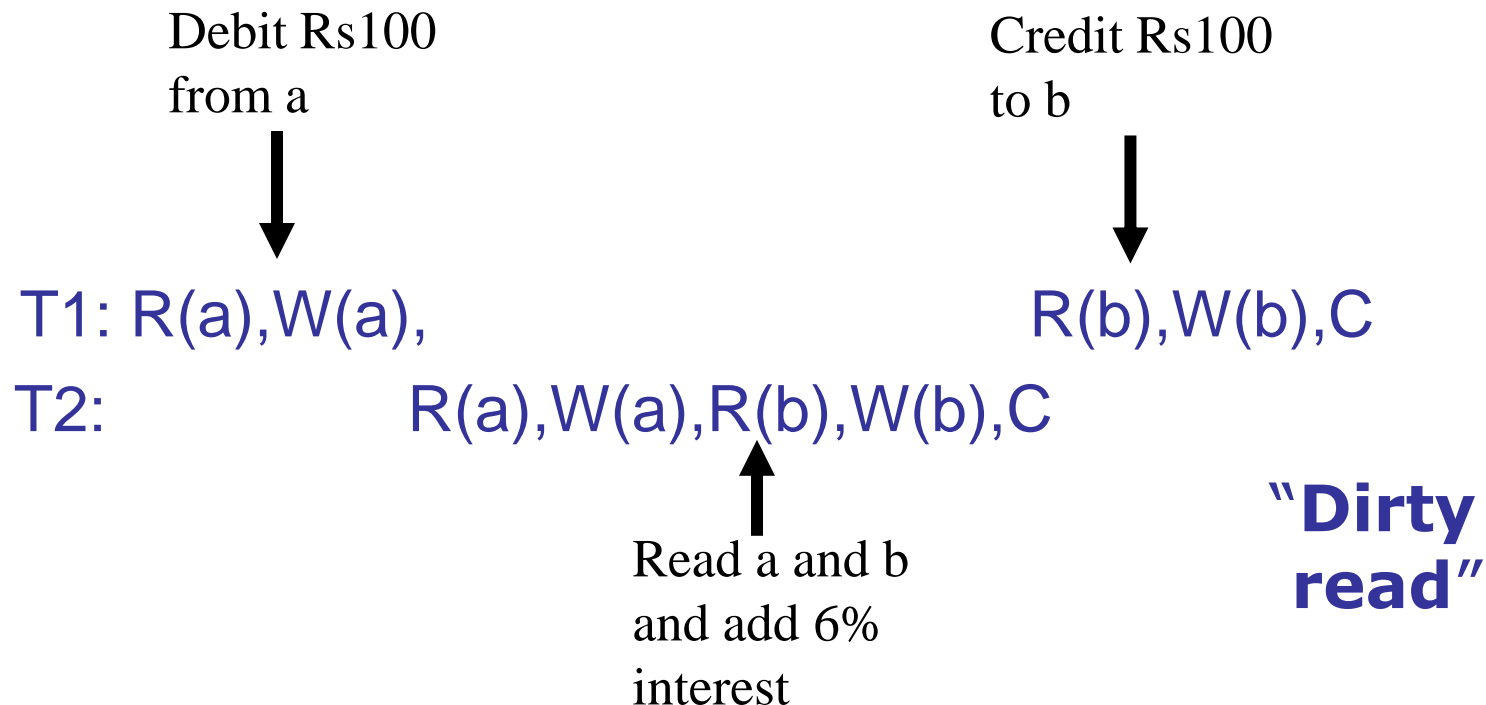 Debit Rs100
from a
Credit Rs100
to b
T1: R(a),W(a), R(b),W(b),C
T2: R(a),W(a),R(b),W(b),C
Read a and b
and add 6%
interest
“Dirty
read”